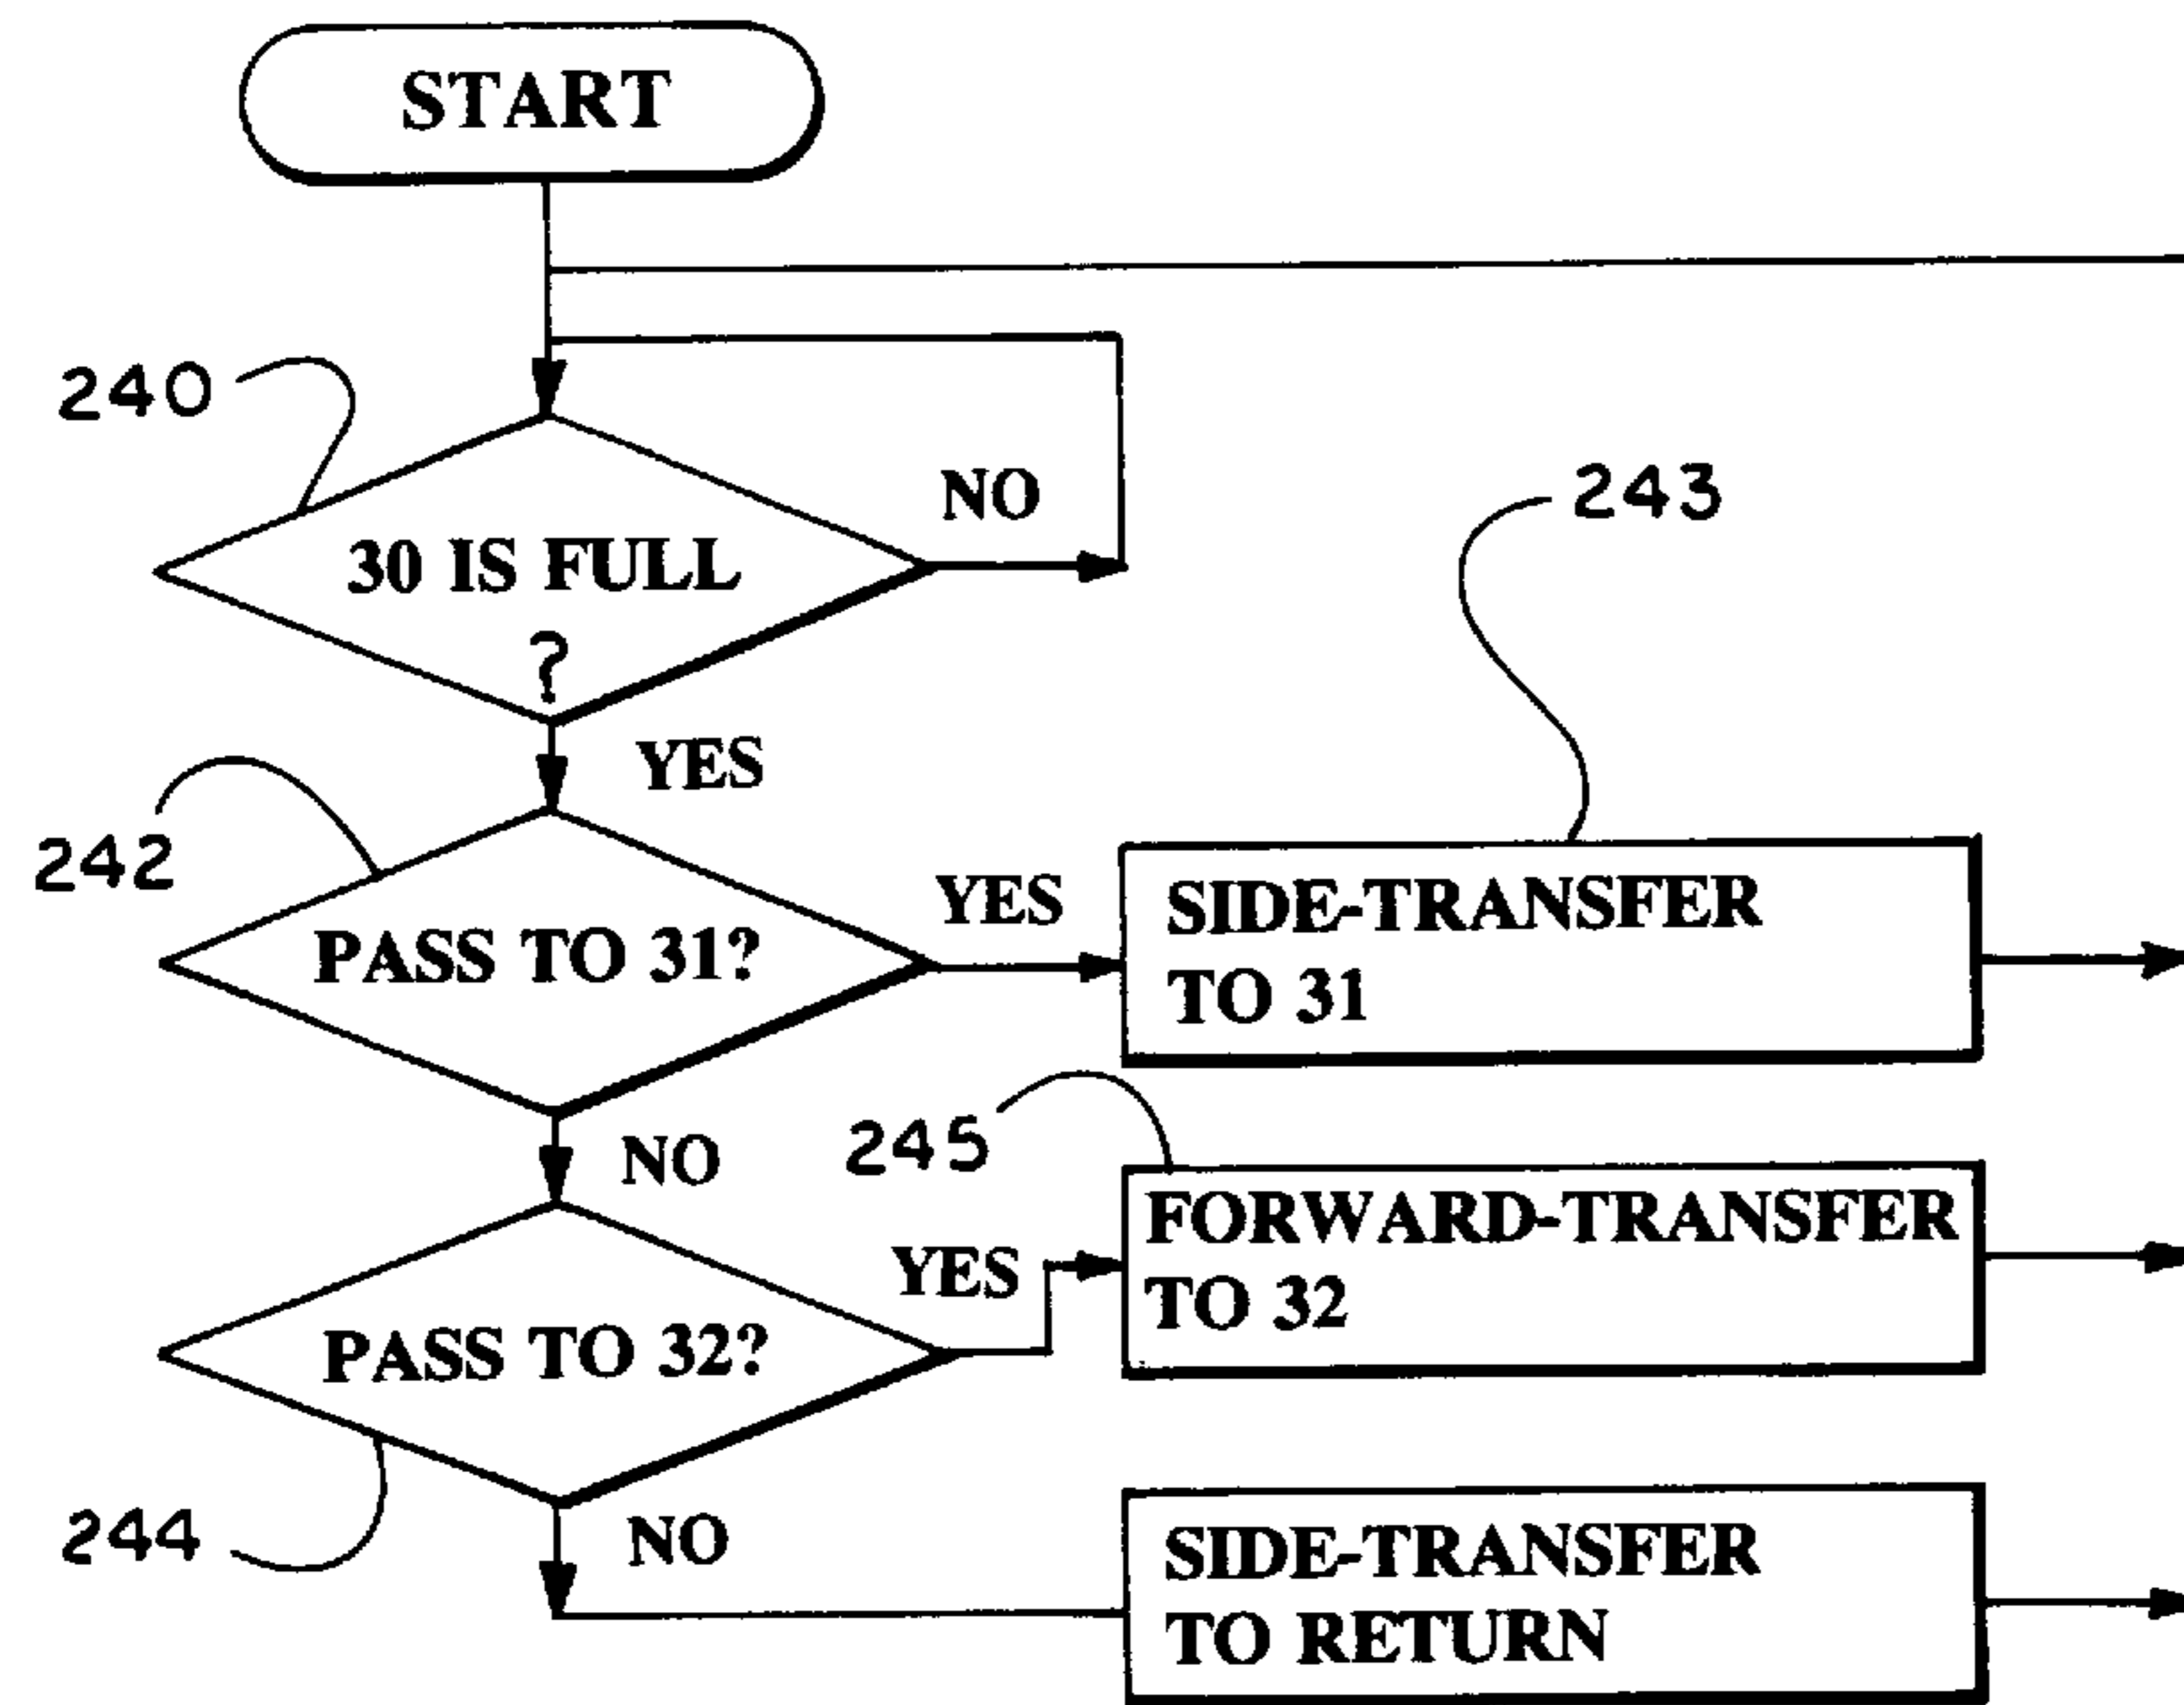 START
240
NO
243
30 IS FULL
?
YES
242
YES
SIDE-TRANSFER
TO 31
PASS TO 31?
NO
245
FORWARD-TRANSFER
TO 32
YES
PASS TO 32?
244
NO
SIDE-TRANSFER
TO RETURN